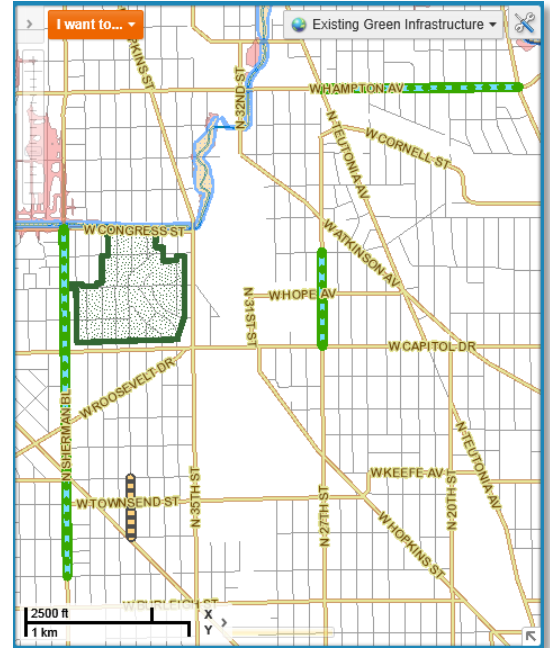 I want to...
Existing Green Infrastructure
N 32ND ST
W HAMPTON AV
N TEUTONIA AV
W CORNELL ST
W CONGRESS ST
W ATKINSON AV
N 31ST ST
W HOPE AV
W CAPITOL DR
W ROOSEVELT DR
N SHERMAN BL
N TEUTONIA AV
W KEEFE AV
W TOWNSEND ST
N 35TH ST
N 27TH ST
N 20TH ST
W HOPKINS ST
W BURLEIGH ST
2500 ft
1 km
X
Y